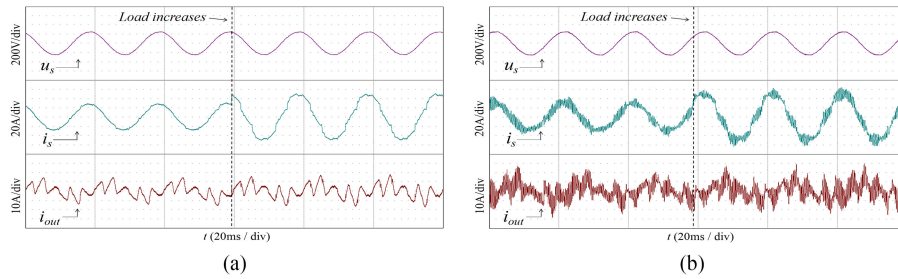 Load increases
200V/div
u_s
20A/div
i_s
10A/div
i_out
t (20ms / div)
(a)
Load increases
200V/div
u_s
20A/div
i_s
10A/div
i_out
t (20ms / div)
(b)